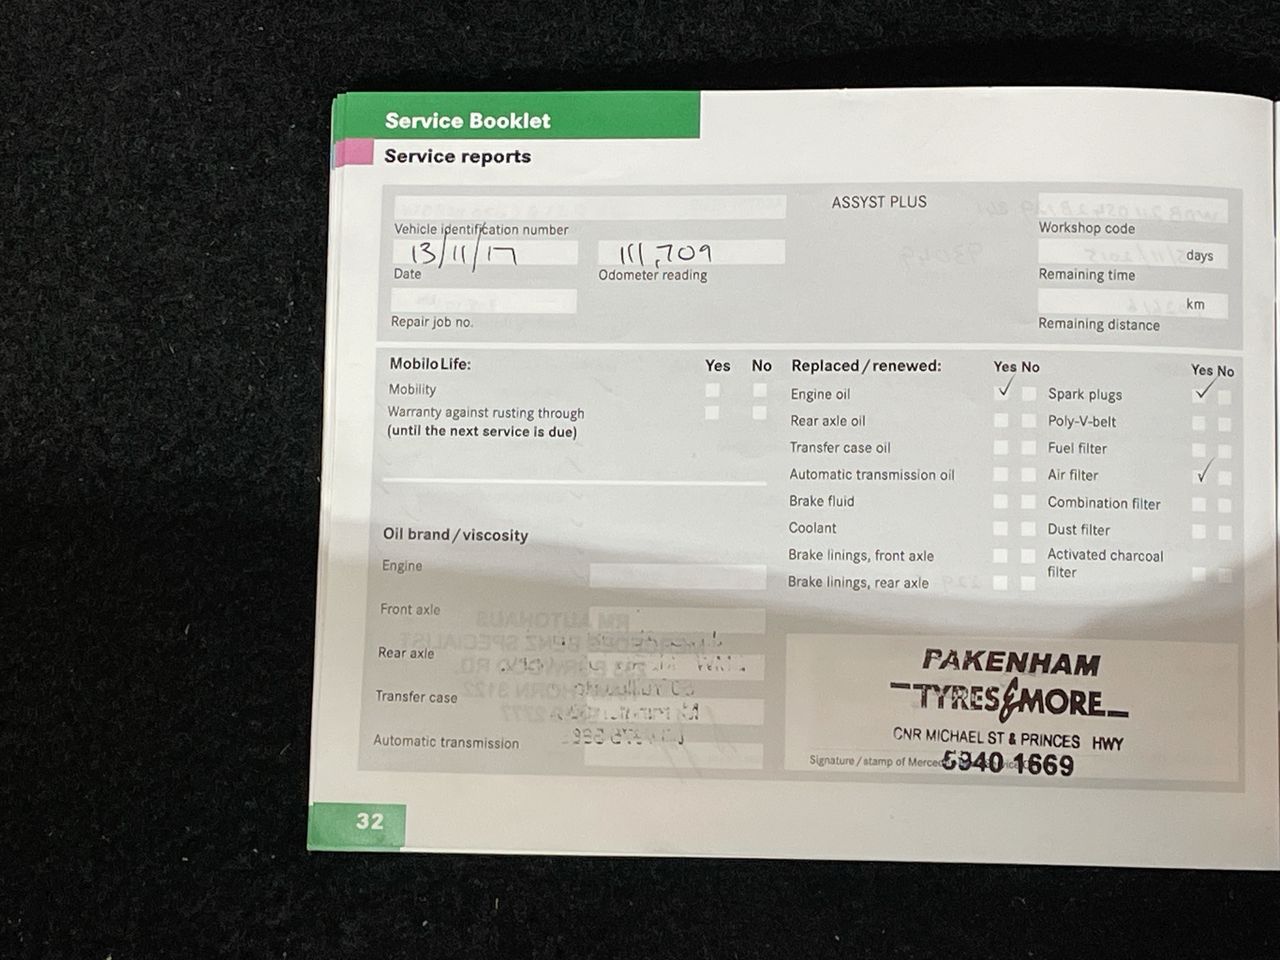 Service Booklet
Service reports
ASSYST PLUS
Vehicle identification number
Workshop code
13/11/17
111,709
days
Date
Odometer reading
Remaining time
km
Repair job no.
Remaining distance
MobiloLife: Yes No
Mobility
Warranty against rusting through
(until the next service is due)
Oil brand/viscosity
Engine
Front axle
Rear axle
Transfer case
Automatic transmission
Replaced/renewed: Yes No
Engine oil ✓
Rear axle oil
Transfer case oil
Automatic transmission oil
Brake fluid
Coolant
Brake linings, front axle
Brake linings, rear axle
Yes No
Spark plugs ✓
Poly-V-belt
Fuel filter
Air filter ✓
Combination filter
Dust filter
Activated charcoal
filter
PAKENHAM
TYRES & MORE
CNR MICHAEL ST & PRINCES HWY
5940 1669
Signature/stamp of
32